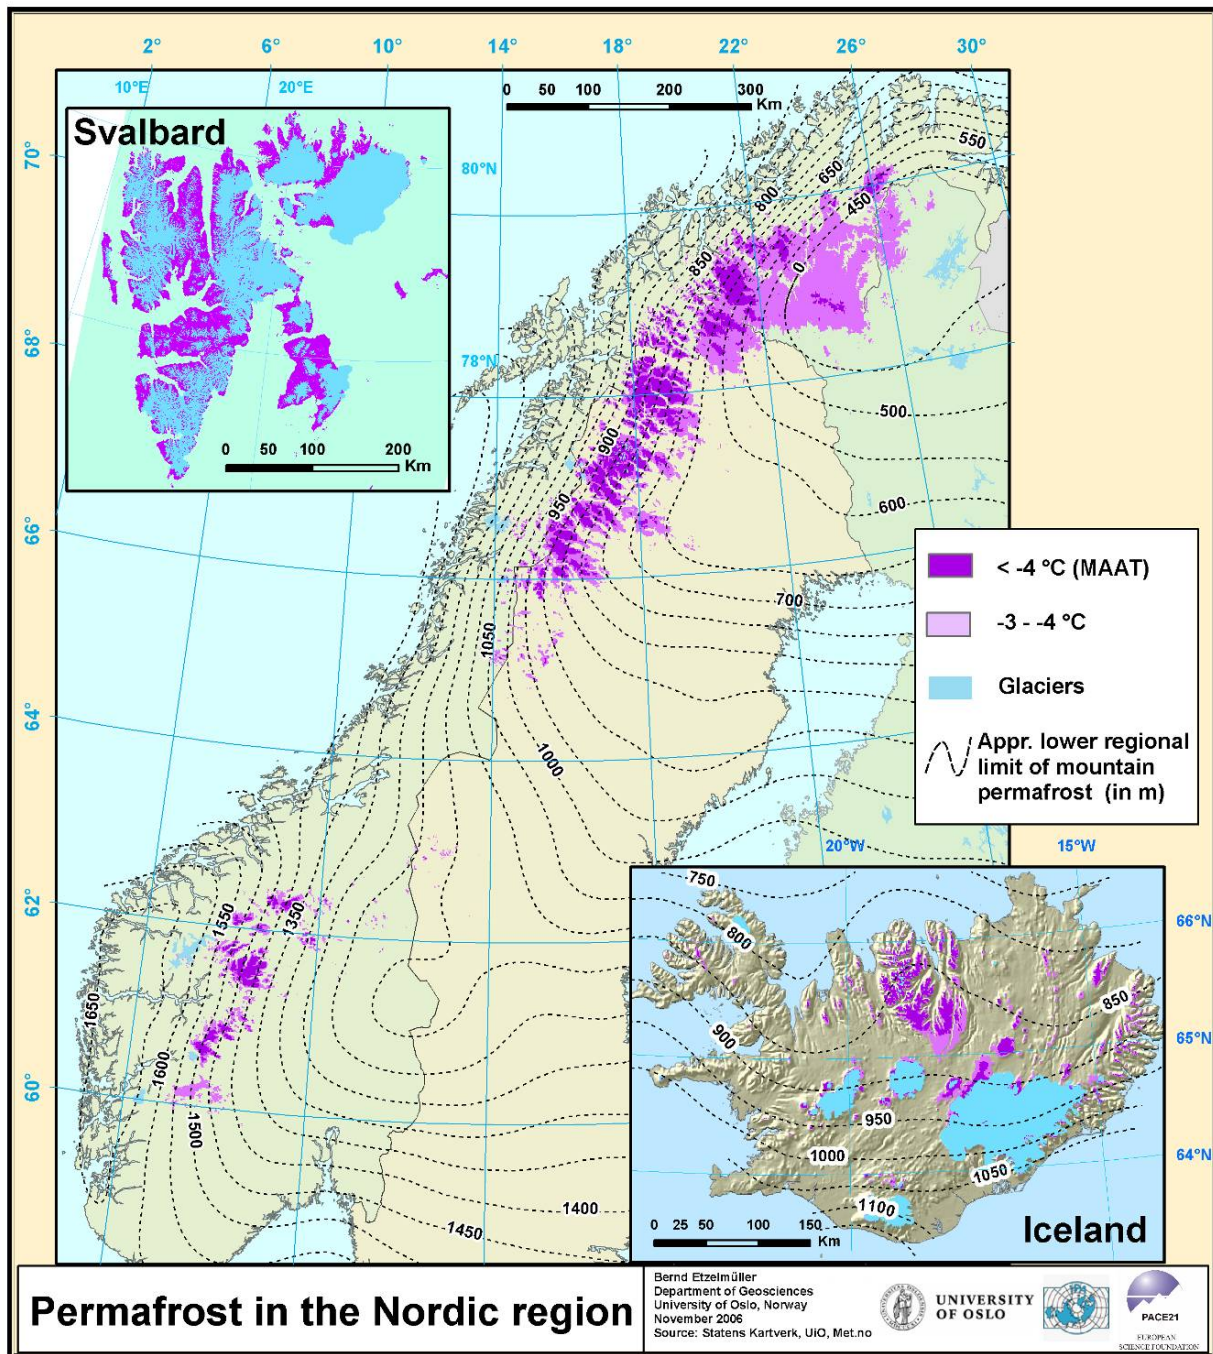 2° 6° 10° 14° 18° 22° 26° 30°
10°E 20°E
0 50 100 200 300
Km
Svalbard
80°N
78°N
0 50 100 200
Km
70°
68°
66°
64°
62°
60°
550
650
800
450
850
0
500
900
950
600
700
1050
1000
1550
1350
1650
1600
1500
1400
1450
< -4 °C (MAAT)
-3 - -4 °C
Glaciers
Appr. lower regional
limit of mountain
permafrost (in m)
20°W 15°W
750
800
66°N
850
900
65°N
950
1000
64°N
1050
1100
0 25 50 100 150
Km
Iceland
Permafrost in the Nordic region
Bernd Etzelmüller
Department of Geosciences
University of Oslo, Norway
November 2006
Source: Statens Kartverk, UiO, Met.no
UNIVERSITY
OF OSLO
PACE21
EUROPEAN
SCIENCE FOUNDATION